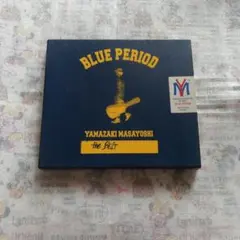 BLUE PERIOD
YAMAZAKI MASAYOSHI
the BEST